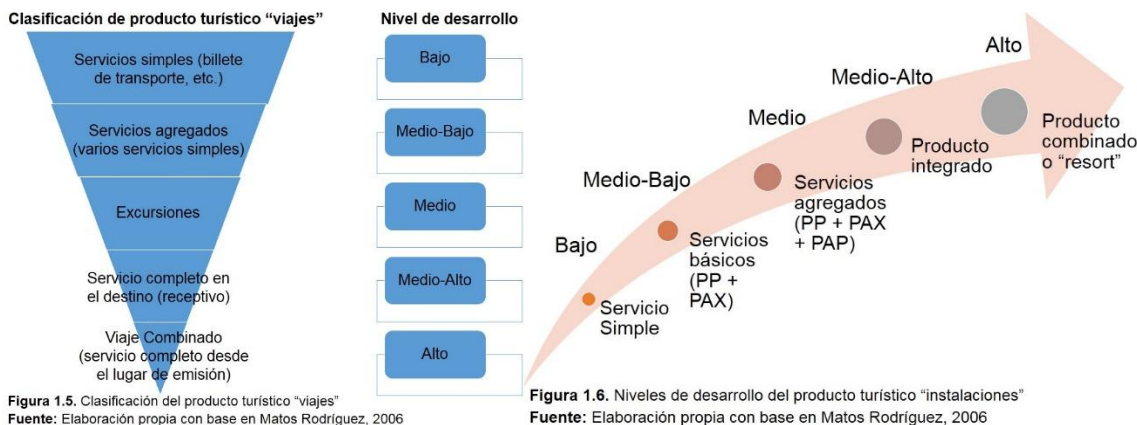 Clasificación de producto turístico “viajes”
Servicios simples (billete
de transporte, etc.)
Servicios agregados
(varios servicios simples)
Excursiones
Servicio completo en
el destino (receptivo)
Viaje Combinado
(servicio completo desde
el lugar de emisión)
Nivel de desarrollo
Bajo
Medio-Bajo
Medio
Medio-Alto
Alto
Figura 1.5. Clasificación del producto turístico “viajes”
Fuente: Elaboración propia con base en Matos Rodríguez, 2006
Bajo
Servicio
Simple
Medio-Bajo
Servicios
básicos
(PP +
PAX)
Medio
Servicios
agregados
(PP + PAX
+ PAP)
Medio-Alto
Producto
integrado
Alto
Producto
combinado
o “resort”
Figura 1.6. Niveles de desarrollo del producto turístico “instalaciones”
Fuente: Elaboración propia con base en Matos Rodríguez, 2006